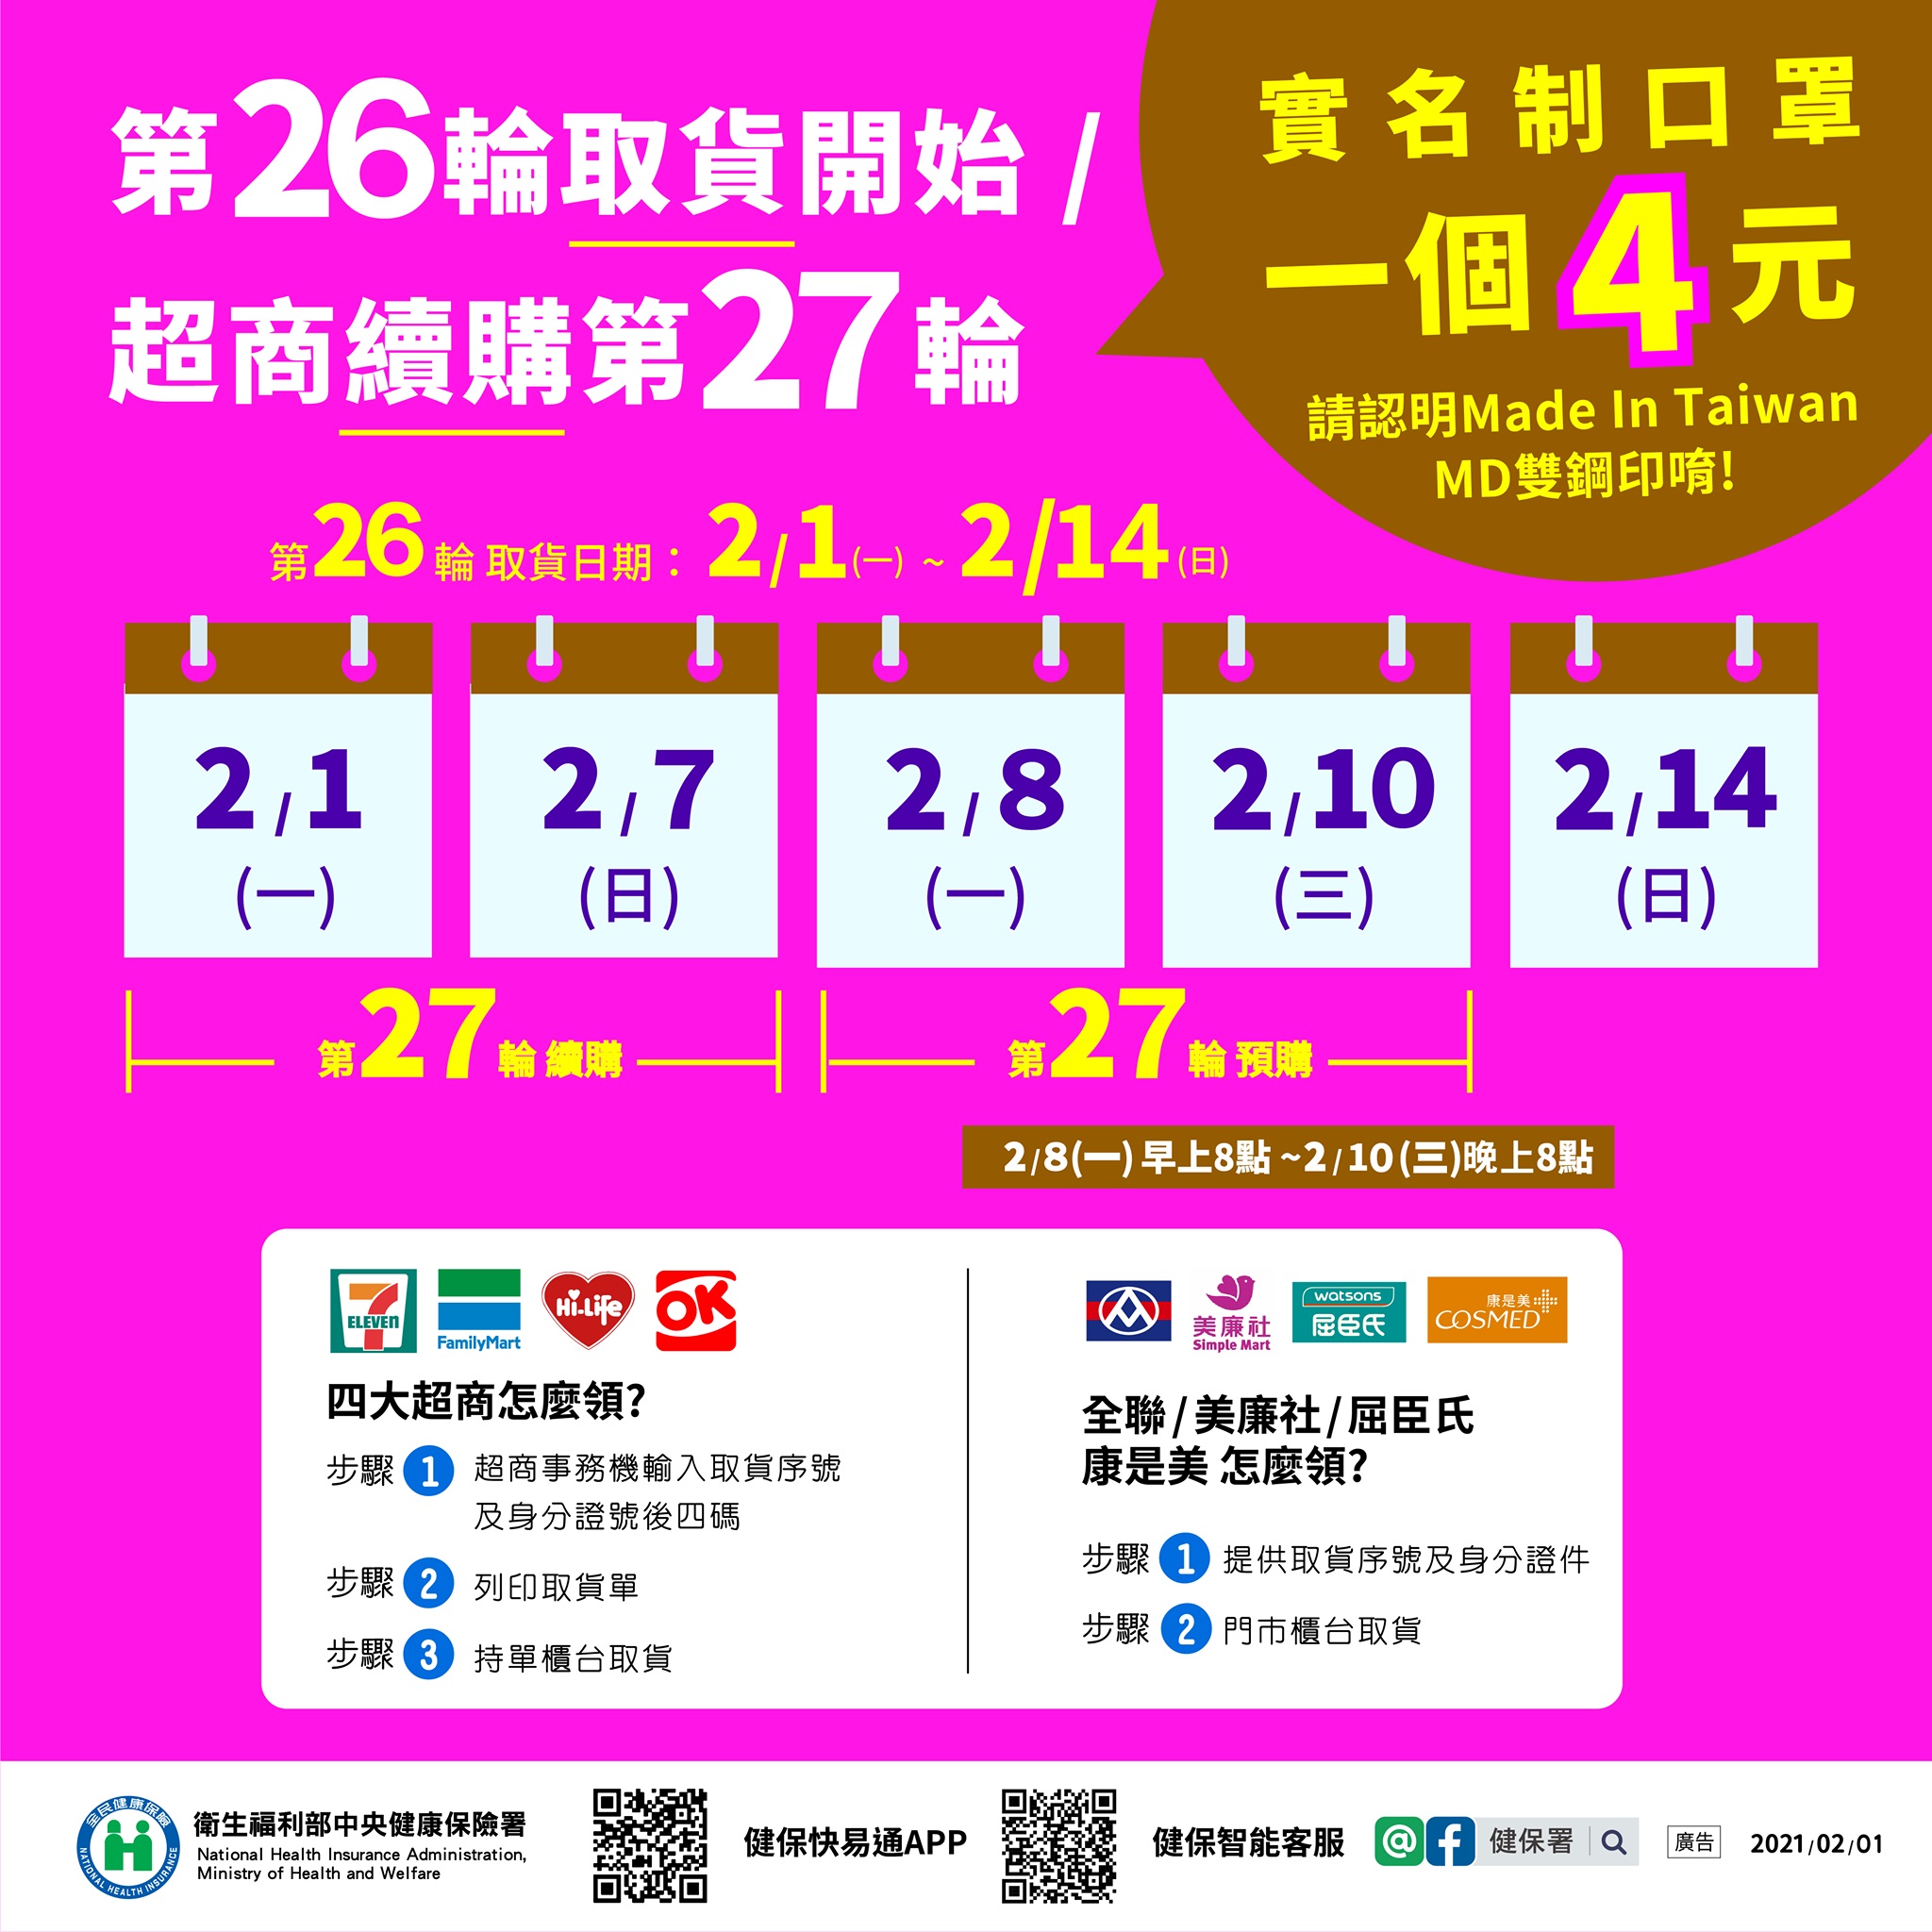 第26輪取貨開始/
超商續購第27輪
實名制口罩
一個4元
請認明Made In Taiwan
MD雙鋼印唷!
第26輪 取貨日期：2/1(一) ~ 2/14(日)
2/1
(一)
2/7
(日)
2/8
(一)
2/10
(三)
2/14
(日)
第27輪 續購
第27輪 預購
2/8(一) 早上8點 ~2/10 (三)晚上8點
7
ELEVEn
FamilyMart
Hi-Life
OK
四大超商怎麼領?
步驟 1 超商事務機輸入取貨序號
及身分證號後四碼
步驟 2 列印取貨單
步驟 3 持單櫃台取貨
美廉社
Simple Mart
watsons
屈臣氏
康是美
COSMED
全聯/美廉社/屈臣氏
康是美 怎麼領?
步驟 1 提供取貨序號及身分證件
步驟 2 門市櫃台取貨
全民健康保險
NATIONAL HEALTH INSURANCE
衛生福利部中央健康保險署
National Health Insurance Administration,
Ministry of Health and Welfare
健保快易通APP
健保智能客服
@ f 健保署
廣告
2021/02/01